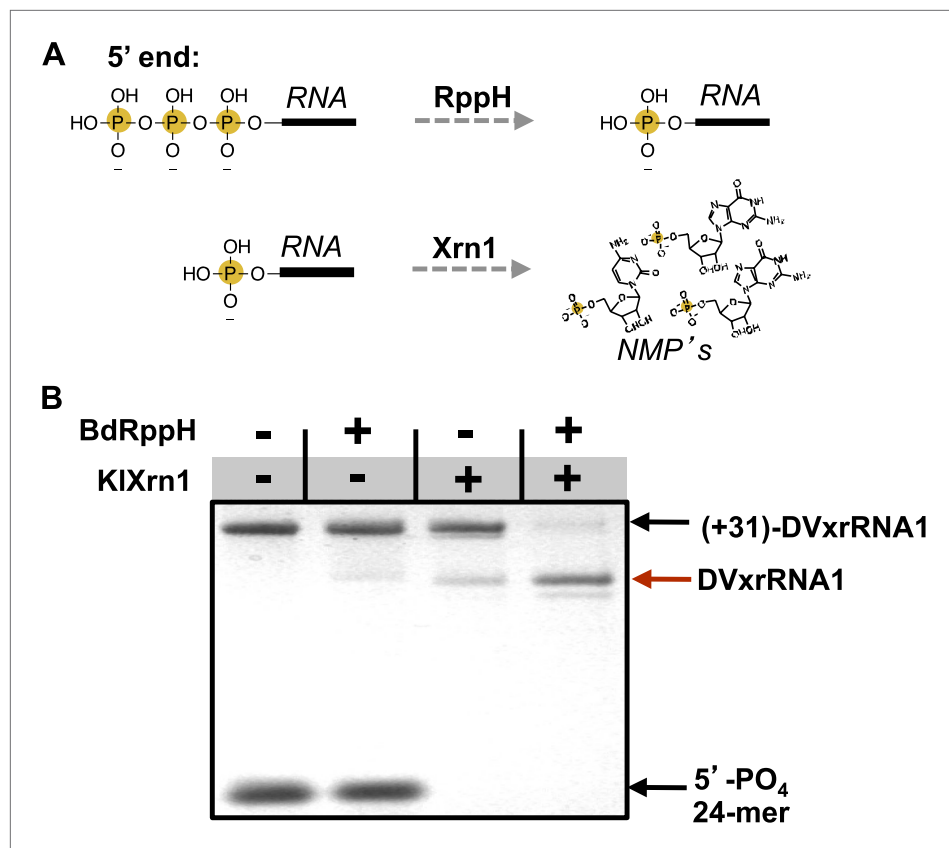 A 5' end:
OH OH OH RNA RppH OH RNA
HO P O P O P O HO P O
O O O O
− − − −
OH RNA Xrn1
HO P O
O
−
NMP's
B
BdRppH - + - +
KlXrn1 - - + +
(+31)-DVxrRNA1
DVxrRNA1
5'-PO4
24-mer